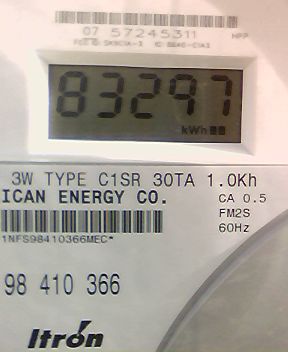 07 57245311 HPP
83297
kWh
3W TYPE C1SR 30TA 1.0Kh
ICAN ENERGY CO. CA 0.5
FM2S
60Hz
1NFS98410366MEC*
98 410 366
Itron